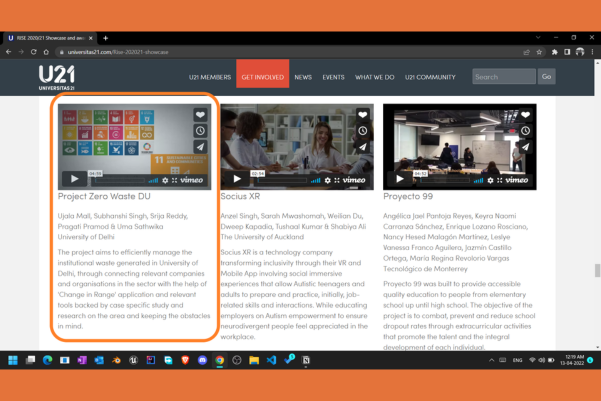 RISE 2020/21 Showcase and awa
universitas21.com/Rise-202021-showcase
U21
UNIVERSITAS 21
U21 MEMBERS GET INVOLVED NEWS EVENTS WHAT WE DO U21 COMMUNITY Search Go
04:58
vimeo
Project Zero Waste DU
Ujala Mall, Subhanshi Singh, Srija Reddy,
Pragati Pramod & Uma Sathwika
University of Delhi
The project aims to efficiently manage the
institutional waste generated in University of
Delhi, through connecting relevant companies
and organisations in the sector with the help of
'Change in Range' application and relevant
tools backed by case specific study and
research on the area and keeping the obstacles
in mind.
vimeo
Socius XR
Anzel Singh, Sarah Mwashomah, Weilian Du,
Dweep Kapadia, Tushaal Kumar & Shabiya Ali
The University of Auckland
Socius XR is a technology company
transforming inclusivity through their VR and
Mobile App involving social immersive
experiences that allow Autistic teenagers and
adults to prepare and practice, initially, job-
related skills and interactions. While educating
employers on Autism empowerment to ensure
neurodivergent people feel appreciated in the
workplace.
vimeo
Proyecto 99
Angélica Jael Pantoja Reyes, Keyra Naomi
Carranza Sánchez, Enrique Lozano Rosciano,
Nancy Hesed Malagón Martínez, Leslye
Vanessa Franco Aguilera, Jazmín Castillo
Ortega, María Regina Revolorio Vargas
Tecnológico de Monterrey
Proyecto 99 was built to provide accessible
quality education to people from elementary
school up until high school. The objective of the
project is to combat, prevent and reduce school
dropout rates through extracurricular activities
that promote the talent and the integral
development of each individual.
ENG
12:19 AM
13-04-2022